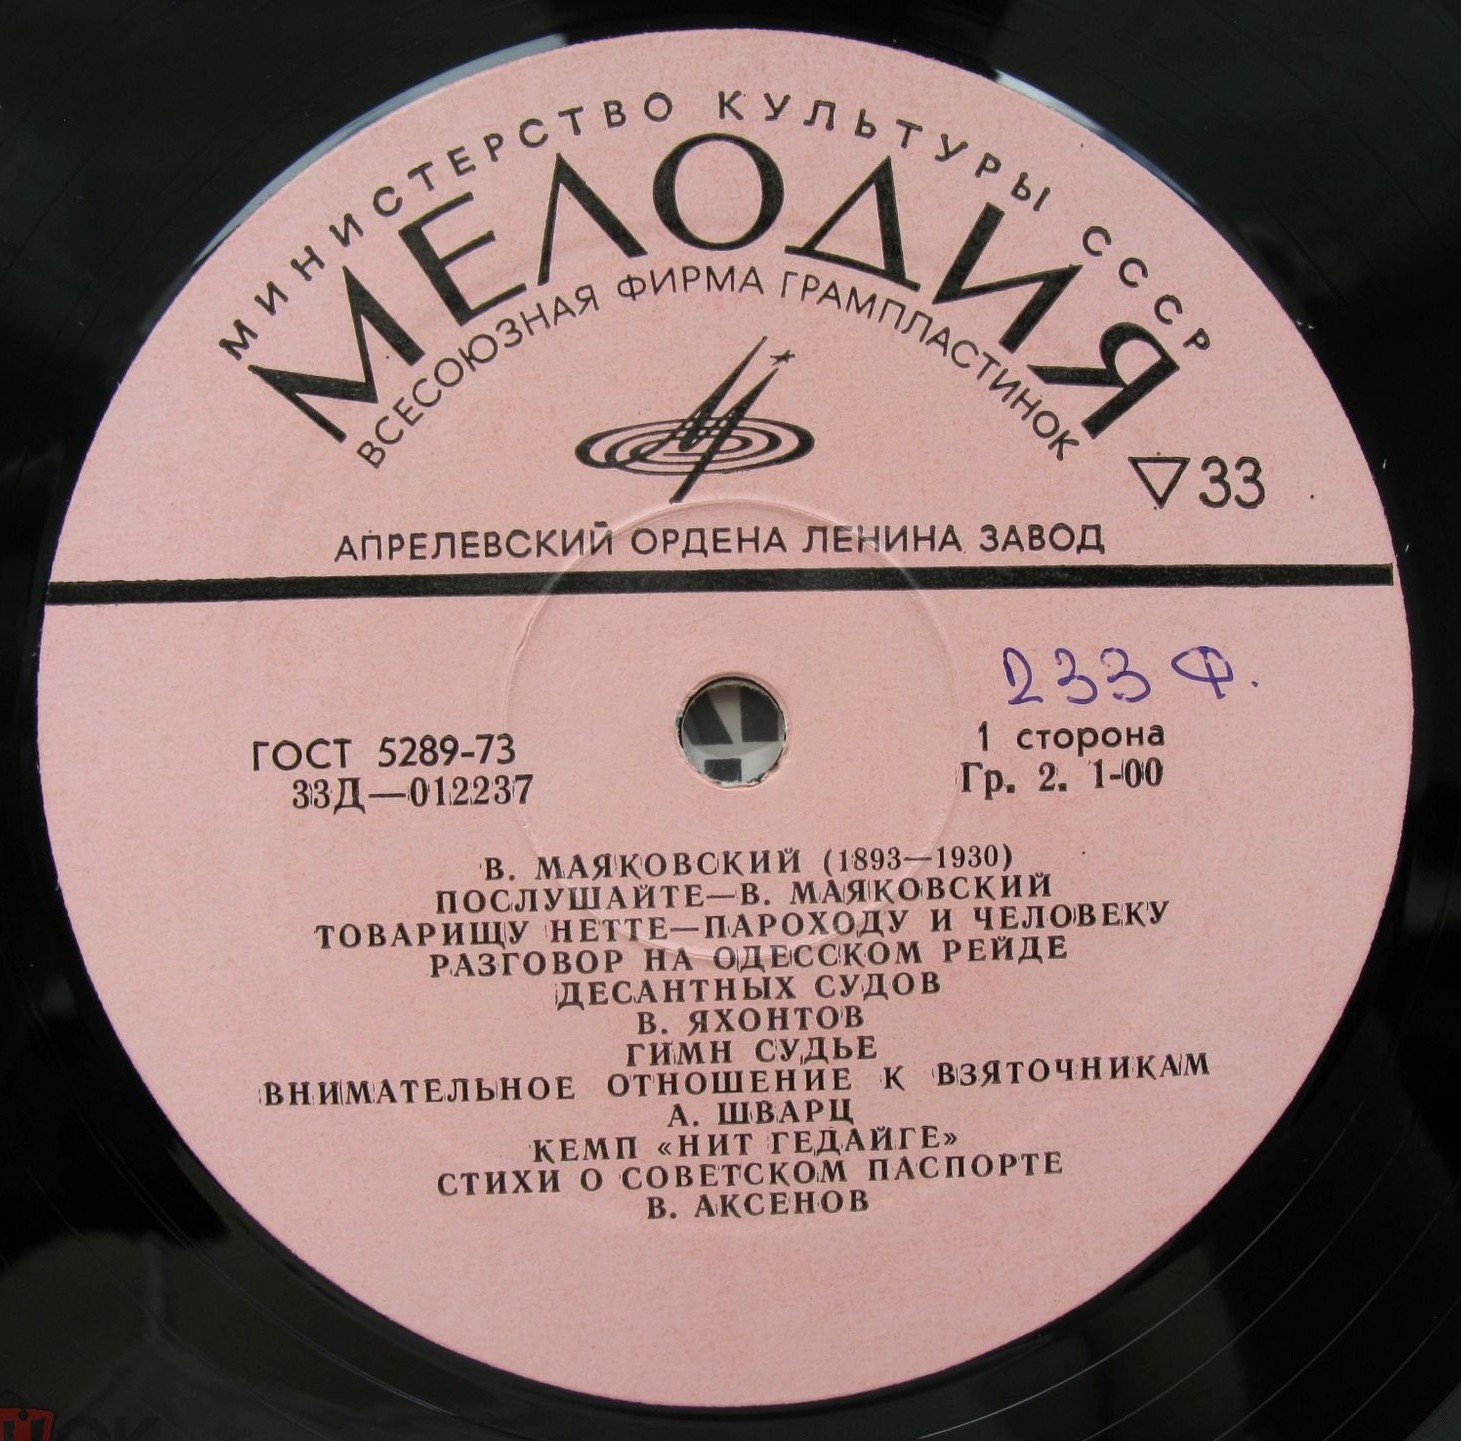 МИНИСТЕРСТВО КУЛЬТУРЫ СССР
МЕЛОДИЯ
ВСЕСОЮЗНАЯ ФИРМА ГРАМПЛАСТИНОК
33
АПРЕЛЕВСКИЙ ОРДЕНА ЛЕНИНА ЗАВОД
233 Ф.
ГОСТ 5289-73
1 сторона
33Д—012237
Гр. 2. 1-00
В. МАЯКОВСКИЙ (1893—1930)
ПОСЛУШАЙТЕ—В. МАЯКОВСКИЙ
ТОВАРИЩУ НЕТТЕ—ПАРОХОДУ И ЧЕЛОВЕКУ
РАЗГОВОР НА ОДЕССКОМ РЕЙДЕ
ДЕСАНТНЫХ СУДОВ
В. ЯХОНТОВ
ГИМН СУДЬЕ
ВНИМАТЕЛЬНОЕ ОТНОШЕНИЕ К ВЗЯТОЧНИКАМ
А. ШВАРЦ
КЕМП «НИТ ГЕДАЙГЕ»
СТИХИ О СОВЕТСКОМ ПАСПОРТЕ
В. АКСЕНОВ